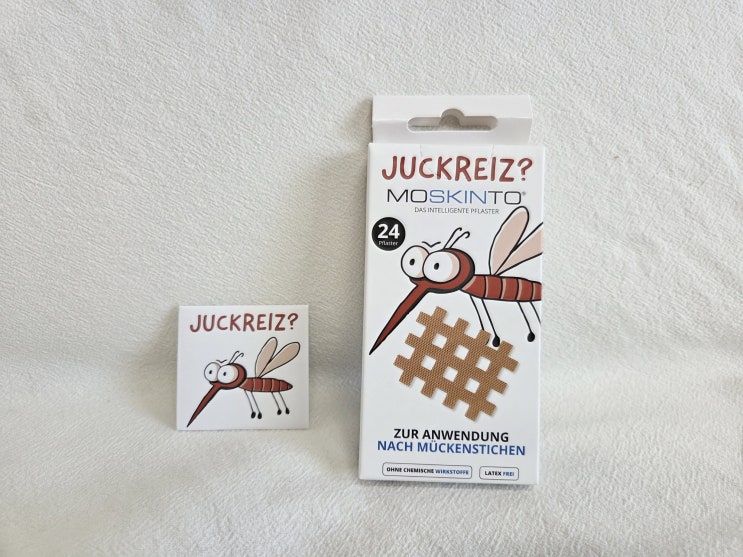 JUCKREIZ?
JUCKREIZ?
MOSKINTO®
DAS INTELLIGENTE PFLASTER
24
Pflaster
ZUR ANWENDUNG
NACH MÜCKENSTICHEN
OHNE CHEMISCHE WIRKSTOFFE
LATEX FREI